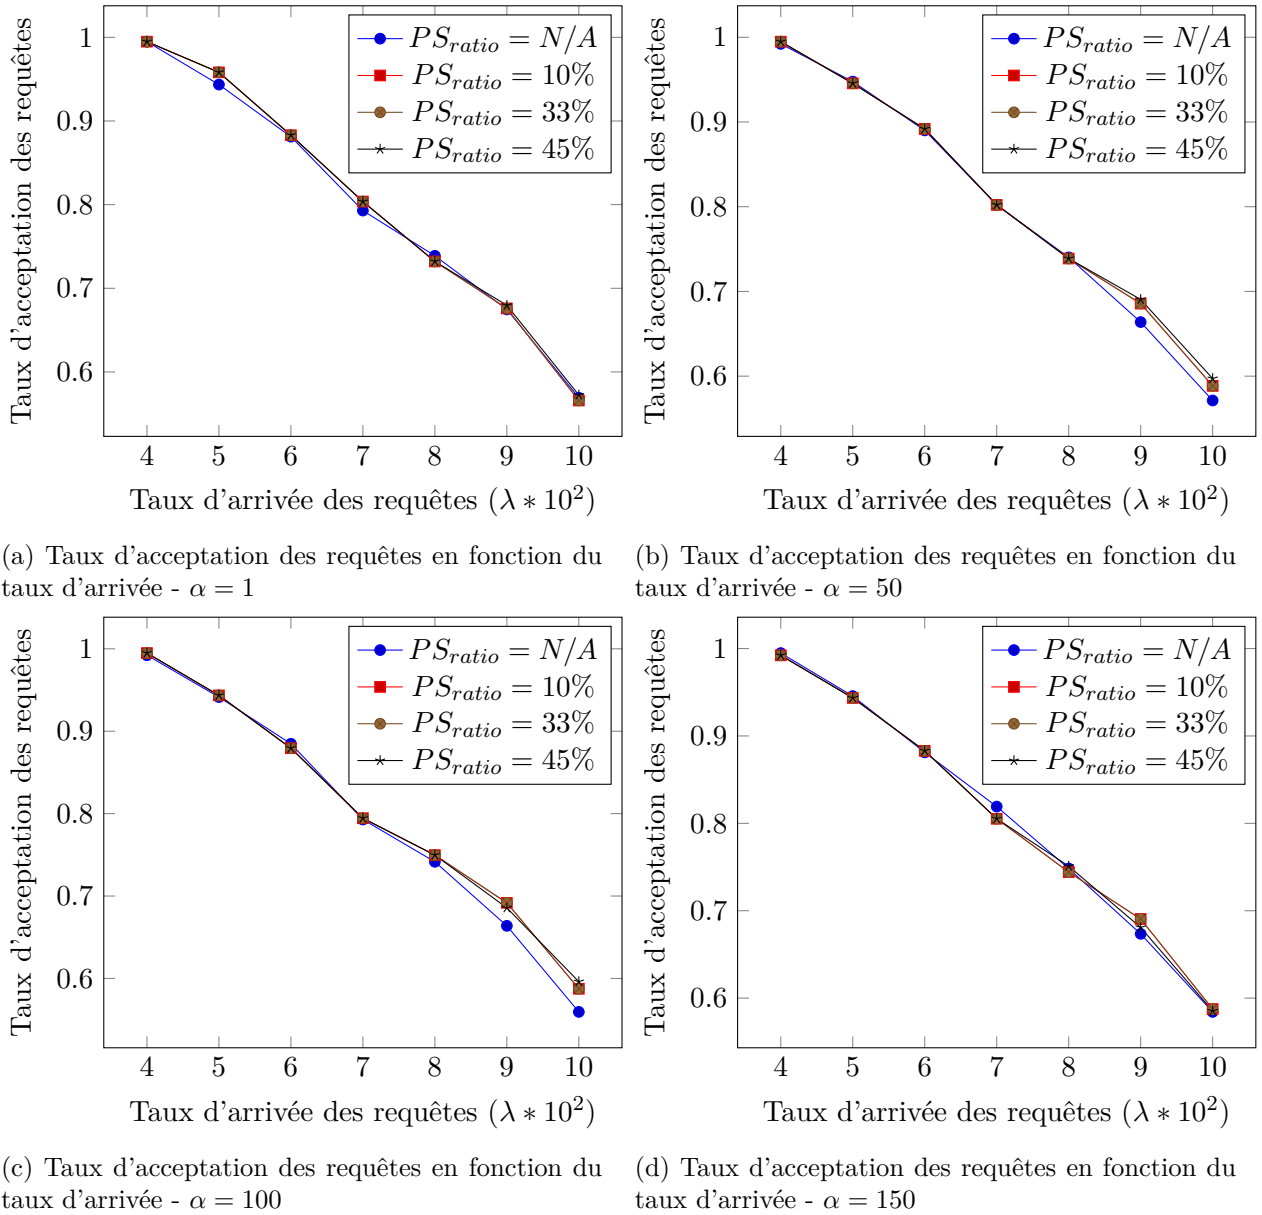 1
0.9
0.8
0.7
0.6
4 5 6 7 8 9 10
Taux d'acceptation des requêtes
Taux d'arrivée des requêtes (λ ∗ 10²)
PS_ratio = N/A
PS_ratio = 10%
PS_ratio = 33%
PS_ratio = 45%
(a) Taux d'acceptation des requêtes en fonction du
taux d'arrivée - α = 1
1
0.9
0.8
0.7
0.6
4 5 6 7 8 9 10
Taux d'acceptation des requêtes
Taux d'arrivée des requêtes (λ ∗ 10²)
PS_ratio = N/A
PS_ratio = 10%
PS_ratio = 33%
PS_ratio = 45%
(b) Taux d'acceptation des requêtes en fonction du
taux d'arrivée - α = 50
1
0.9
0.8
0.7
0.6
4 5 6 7 8 9 10
Taux d'acceptation des requêtes
Taux d'arrivée des requêtes (λ ∗ 10²)
PS_ratio = N/A
PS_ratio = 10%
PS_ratio = 33%
PS_ratio = 45%
(c) Taux d'acceptation des requêtes en fonction du
taux d'arrivée - α = 100
1
0.9
0.8
0.7
0.6
4 5 6 7 8 9 10
Taux d'acceptation des requêtes
Taux d'arrivée des requêtes (λ ∗ 10²)
PS_ratio = N/A
PS_ratio = 10%
PS_ratio = 33%
PS_ratio = 45%
(d) Taux d'acceptation des requêtes en fonction du
taux d'arrivée - α = 150